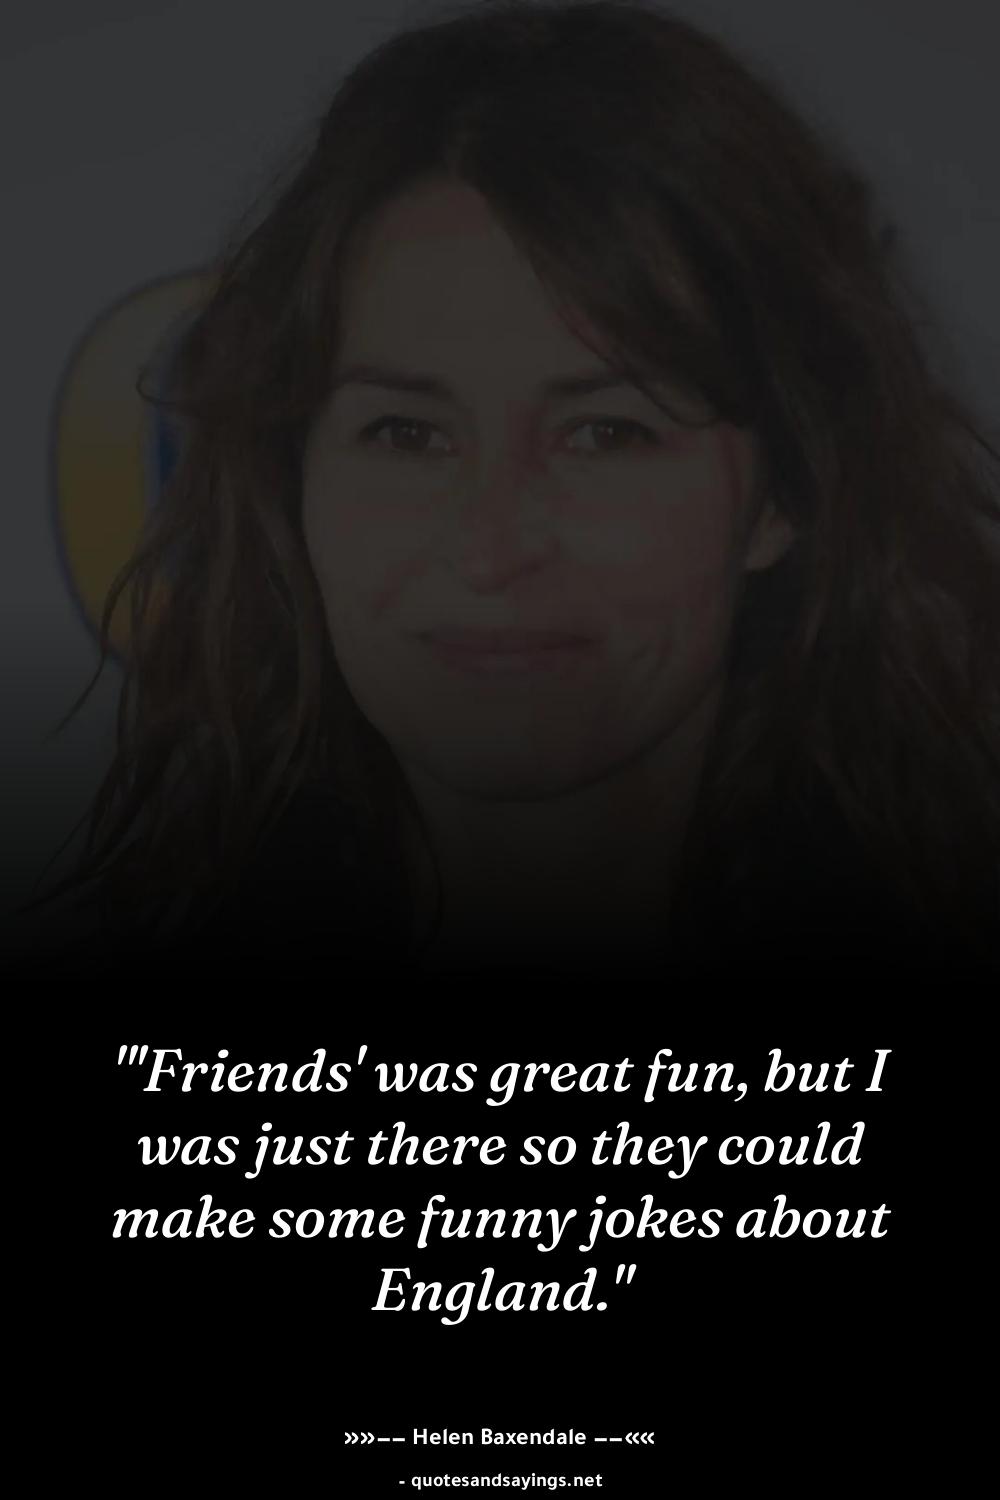 "'Friends' was great fun, but I
was just there so they could
make some funny jokes about
England."
»»–– Helen Baxendale ––««
- quotesandsayings.net